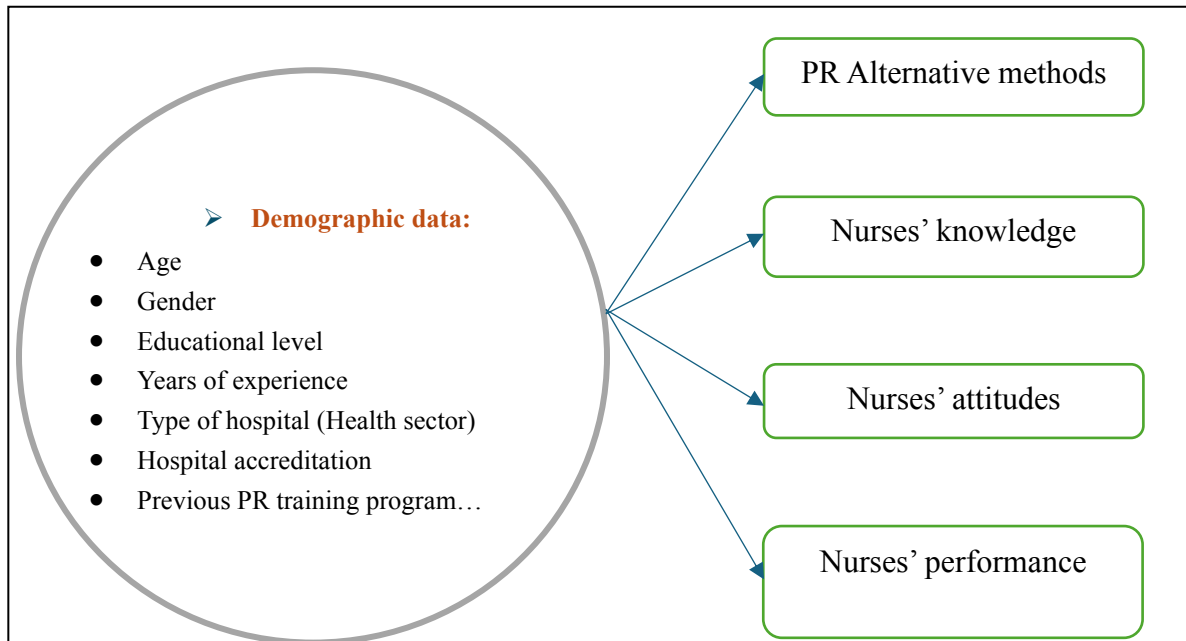 ➢ Demographic data:
● Age
● Gender
● Educational level
● Years of experience
● Type of hospital (Health sector)
● Hospital accreditation
● Previous PR training program…
PR Alternative methods
Nurses’ knowledge
Nurses’ attitudes
Nurses’ performance